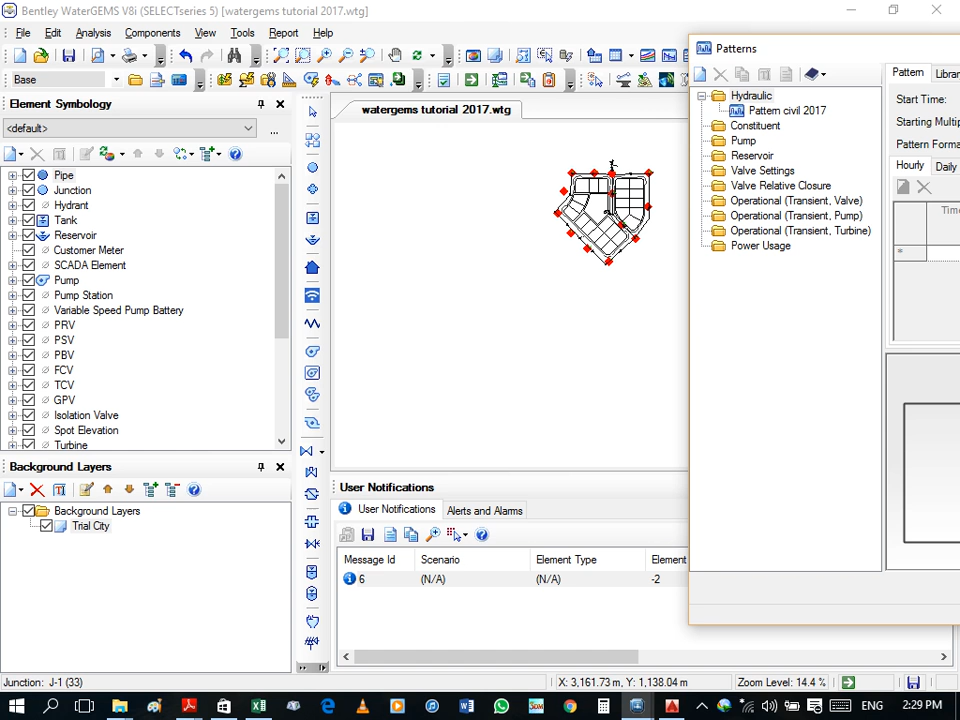 Bentley WaterGEMS V8i (SELECTseries 5) [watergems tutorial 2017.wtg]
File Edit Analysis Components View Tools Report Help
Base
Element Symbology
<default>
...
Pipe
Junction
Hydrant
Tank
Reservoir
Customer Meter
SCADA Element
Pump
Pump Station
Variable Speed Pump Battery
PRV
PSV
PBV
FCV
TCV
GPV
Isolation Valve
Spot Elevation
Turbine
Background Layers
Background Layers
Trial City
watergems tutorial 2017.wtg
User Notifications
User Notifications Alerts and Alarms
Message Id Scenario Element Type Element
6 (N/A) (N/A) -2
Patterns
Hydraulic
Pattern civil 2017
Constituent
Pump
Reservoir
Valve Settings
Valve Relative Closure
Operational (Transient, Valve)
Operational (Transient, Pump)
Operational (Transient, Turbine)
Power Usage
Pattern Librar
Start Time:
Starting Multip
Pattern Forma
Hourly Daily
Time
*
Junction: J-1 (33)
X: 3,161.73 m, Y: 1,138.04 m
Zoom Level: 14.4 %
ENG 2:29 PM